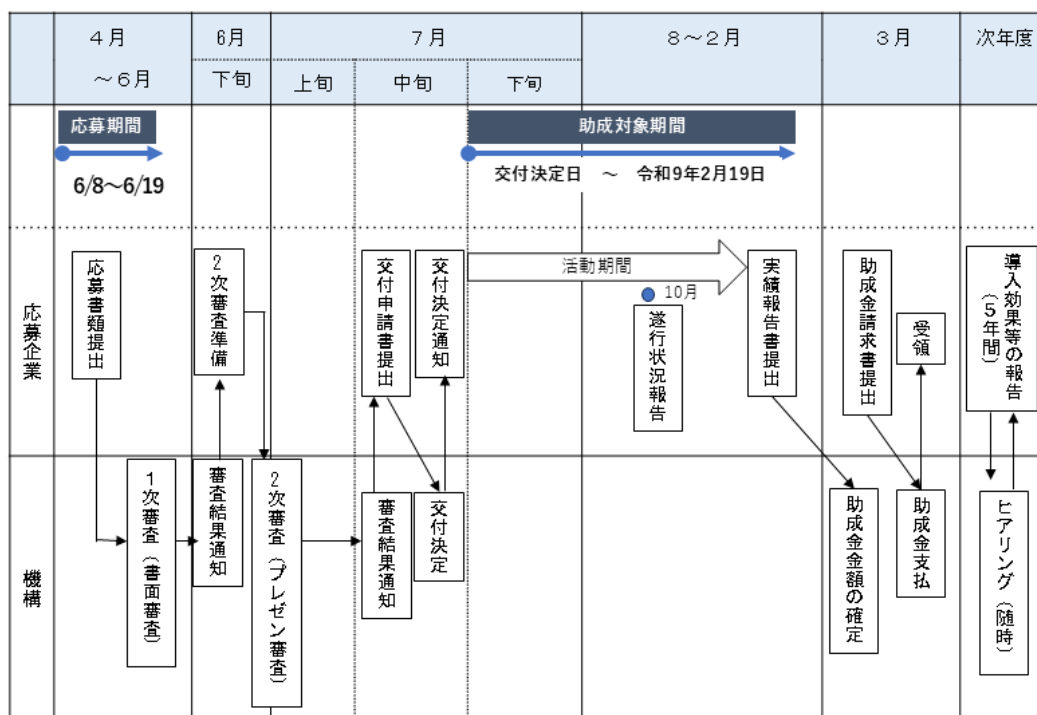 ４月
～６月
６月
下旬
７月
上旬
中旬
下旬
８～２月
３月
次年度
応募期間
6/8～6/19
助成対象期間
交付決定日　～　令和9年2月19日
応募企業
応募書類提出
２次審査準備
交付申請書提出
交付決定通知
活動期間
10月
遂行状況報告
実績報告書提出
助成金請求書提出
受領
導入効果等の報告
（５年間）
機構
１次審査（書面審査）
審査結果通知
２次審査（プレゼン審査）
審査結果通知
交付決定
助成金金額の確定
助成金支払
ヒアリング（随時）